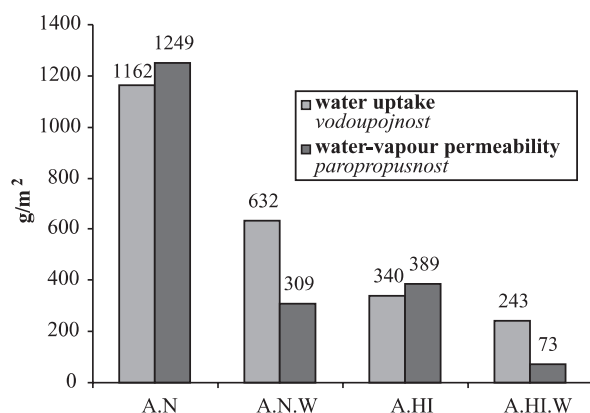 g/m²
1400
1200
1000
800
600
400
200
0
1162
1249
632
309
340
389
243
73
water uptake
vodoupojnost
water-vapour permeability
paropropusnost
A.N
A.N.W
A.HI
A.HI.W